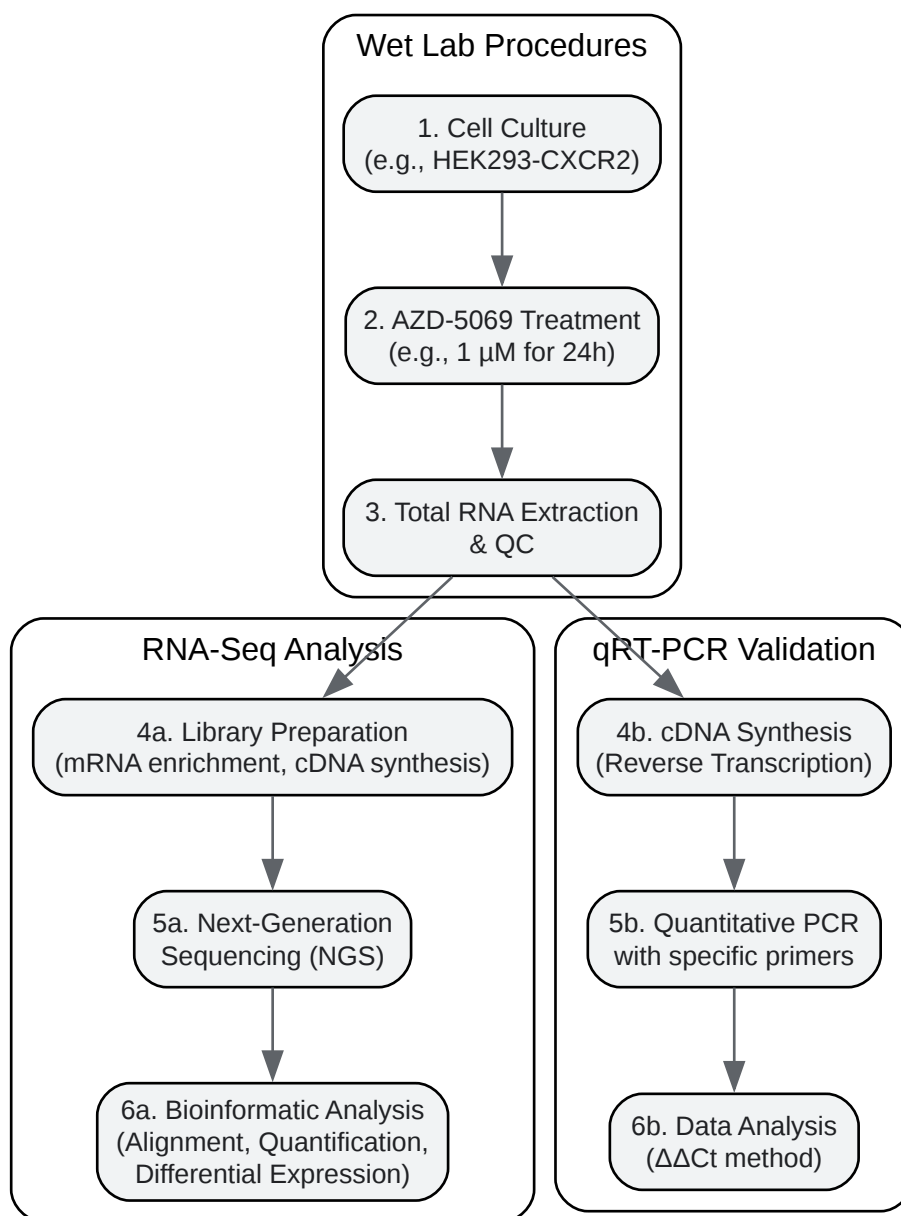 Wet Lab Procedures
1. Cell Culture
(e.g., HEK293-CXCR2)
2. AZD-5069 Treatment
(e.g., 1 µM for 24h)
3. Total RNA Extraction
& QC
RNA-Seq Analysis
4a. Library Preparation
(mRNA enrichment, cDNA synthesis)
5a. Next-Generation
Sequencing (NGS)
6a. Bioinformatic Analysis
(Alignment, Quantification,
Differential Expression)
qRT-PCR Validation
4b. cDNA Synthesis
(Reverse Transcription)
5b. Quantitative PCR
with specific primers
6b. Data Analysis
(ΔΔCt method)